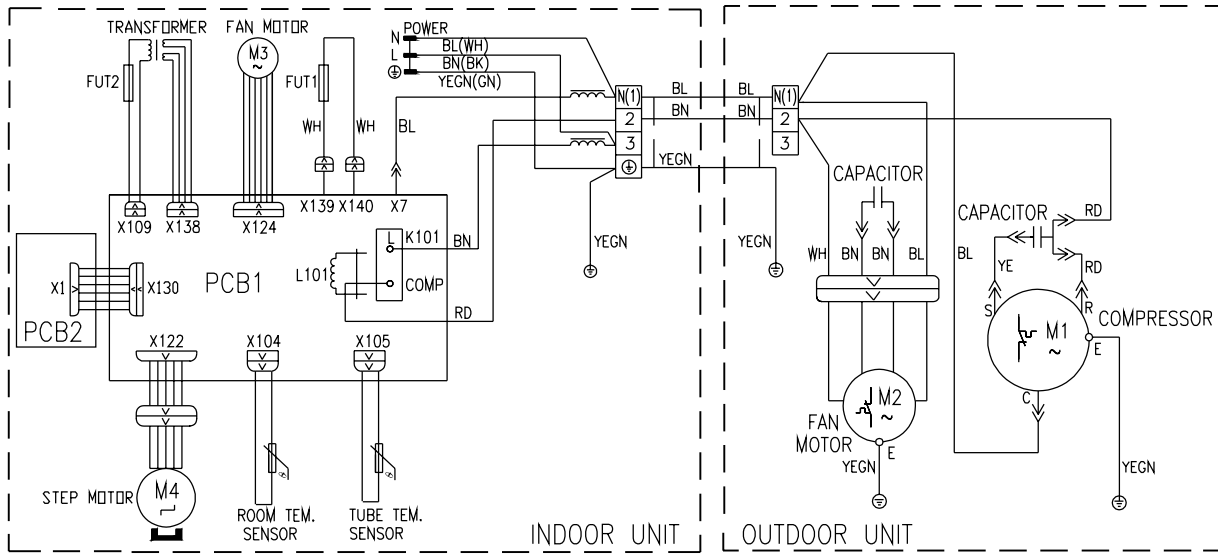 TRANSFORMER
FAN MOTOR
M3
~
FUT2
FUT1
N POWER
L
BL(WH)
BN(BK)
YEGN(GN)
WH
WH
BL
X109
X138
X124
X139
X140
X7
N(1)
2
3
BL
BN
YEGN
BL
BN
N(1)
2
3
YEGN
YEGN
L
K101
COMP
L101
BN
RD
PCB1
X1
X130
PCB2
X122
X104
X105
M4
STEP MOTOR
θ
ROOM TEM.
SENSOR
θ
TUBE TEM.
SENSOR
INDOOR UNIT
CAPACITOR
WH
BN
BN
BL
BL
M2
~
FAN
MOTOR
E
YEGN
CAPACITOR
RD
YE
RD
S
R
M1
~
COMPRESSOR
E
C
YEGN
OUTDOOR UNIT